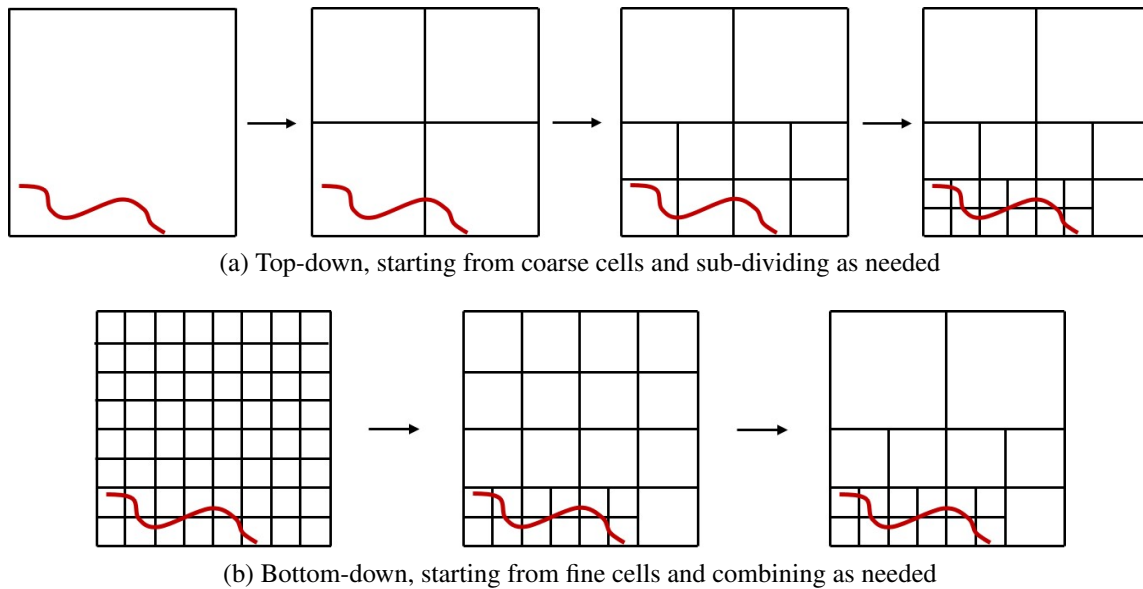 (a) Top-down, starting from coarse cells and sub-dividing as needed
(b) Bottom-down, starting from fine cells and combining as needed